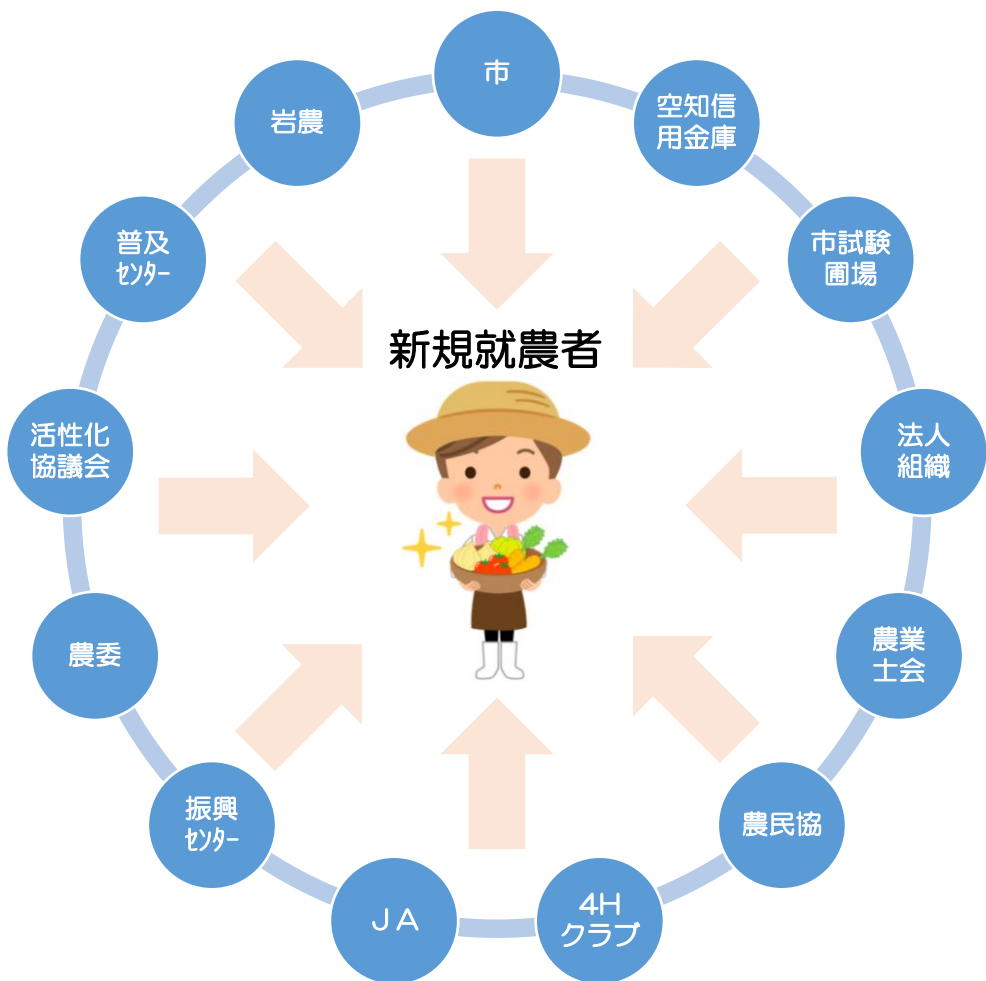 市
空知信
用金庫
市試験
圃場
法人
組織
農業
士会
農民協
4H
クラブ
ＪＡ
振興
ｾﾝﾀｰ
農委
活性化
協議会
普及
ｾﾝﾀｰ
岩農
新規就農者